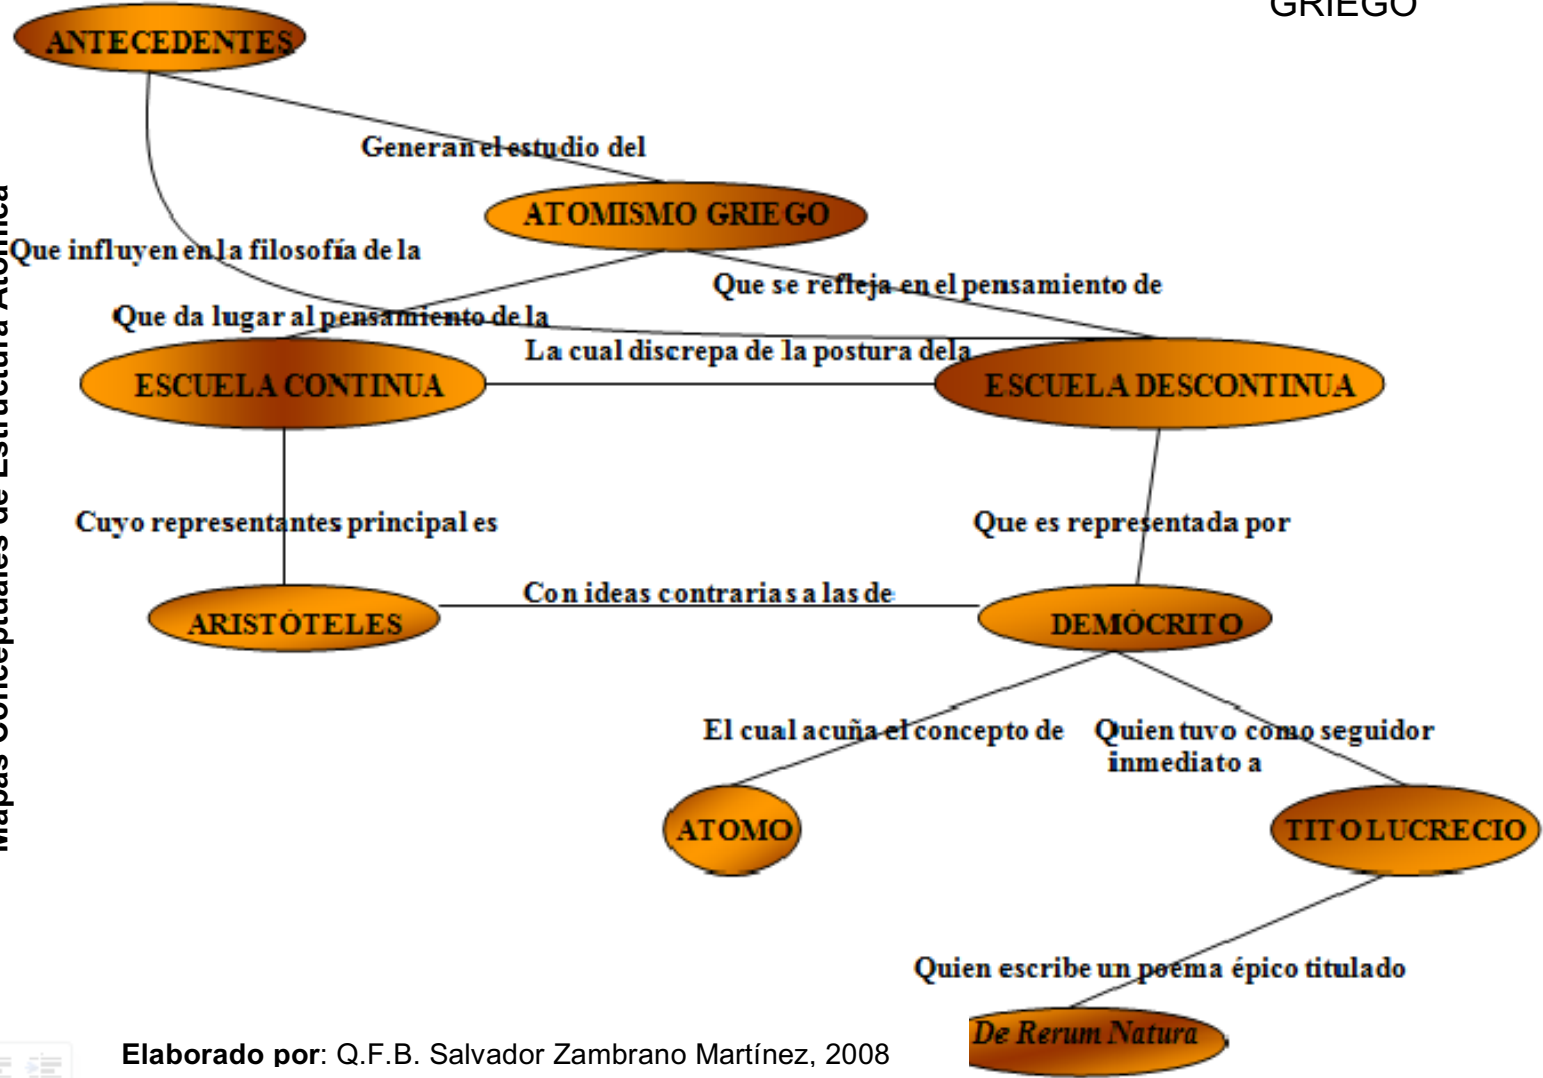 GRIEGO
ANTECEDENTES
Generan el estudio del
ATOMISMO GRIEGO
Que influyen en la filosofía de la
Que se refleja en el pensamiento de
Que da lugar al pensamiento de la
La cual discrepa de la postura dela
ESCUELA CONTINUA
ESCUELA DESCONTINUA
Cuyo representantes principal es
Que es representada por
Con ideas contrarias a las de
ARISTÓTELES
DEMÓCRITO
El cual acuña el concepto de
Quien tuvo como seguidor
inmediato a
ATOMO
TITO LUCRECIO
Quien escribe un poema épico titulado
De Rerum Natura
Elaborado por: Q.F.B. Salvador Zambrano Martínez, 2008
Mapas Conceptuales de Estructura Atómica